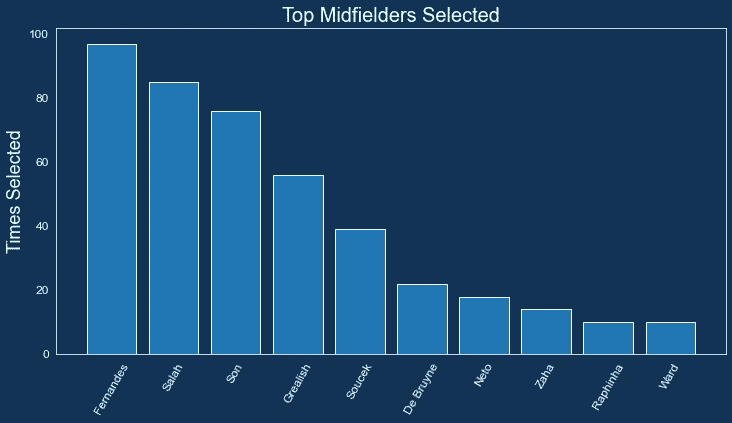 Top Midfielders Selected
Times Selected
100
80
60
40
20
0
Fernandes
Salah
Son
Grealish
Soucek
De Bruyne
Neto
Zaha
Raphinha
Ward